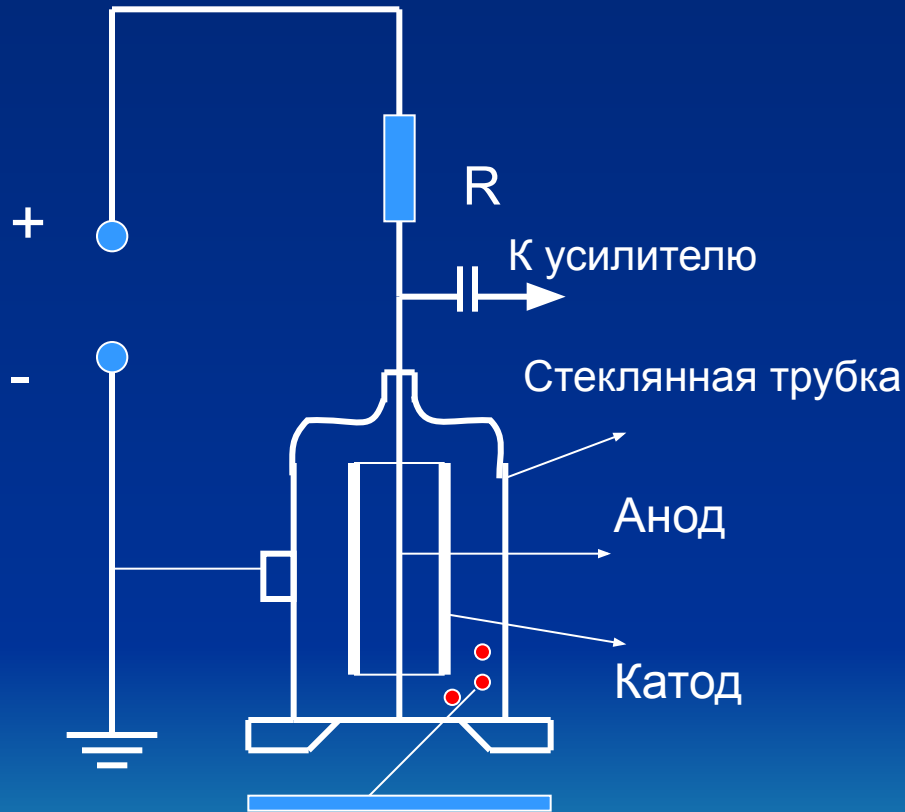 R
+
К усилителю
-
Стеклянная трубка
Анод
Катод